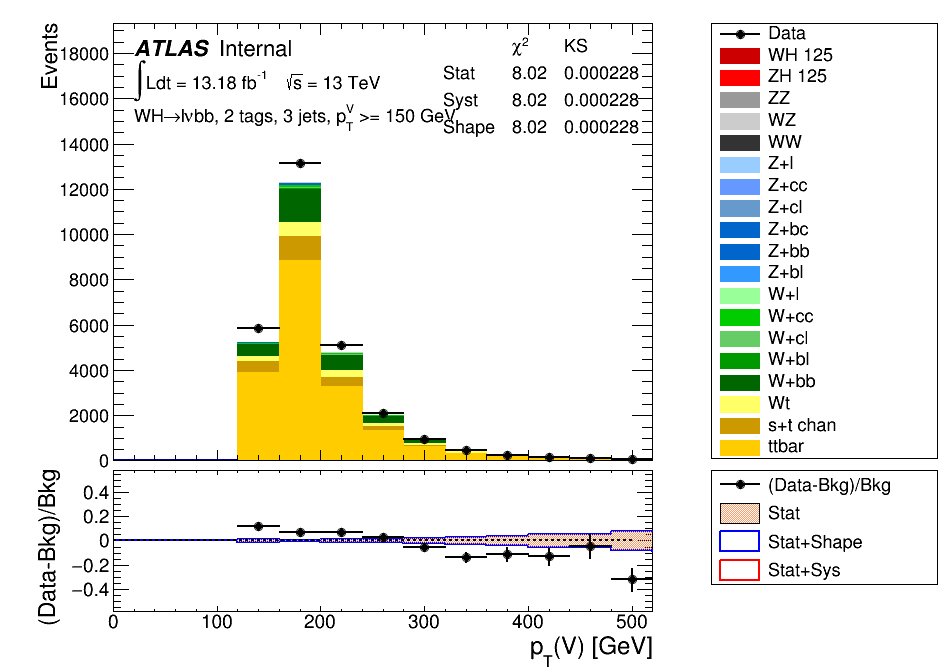 Events
18000
16000
14000
12000
10000
8000
6000
4000
2000
0
ATLAS Internal
∫Ldt = 13.18 fb⁻¹ √s = 13 TeV
WH→lνbb, 2 tags, 3 jets, p_T^V >= 150 GeV
χ² KS
Stat 8.02 0.000228
Syst 8.02 0.000228
Shape 8.02 0.000228
Data
WH 125
ZH 125
ZZ
WZ
WW
Z+l
Z+cc
Z+cl
Z+bc
Z+bb
Z+bl
W+l
W+cc
W+cl
W+bl
W+bb
Wt
s+t chan
ttbar
(Data-Bkg)/Bkg
0.4
0.2
0
−0.2
−0.4
0 100 200 300 400 500
p_T(V) [GeV]
(Data-Bkg)/Bkg
Stat
Stat+Shape
Stat+Sys